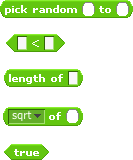 pick random to
<
length of
sqrt of
true